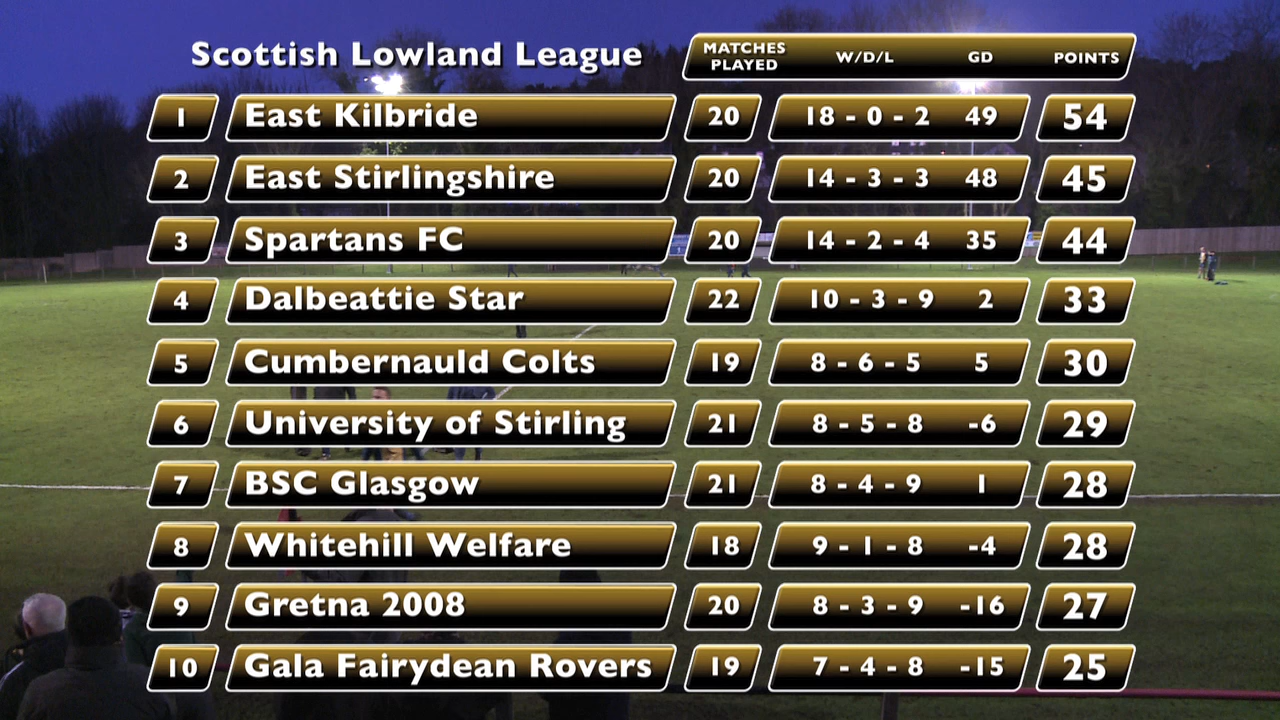 Scottish Lowland League MATCHES PLAYED W/D/L GD POINTS
1 East Kilbride 20 18 - 0 - 2 49 54
2 East Stirlingshire 20 14 - 3 - 3 48 45
3 Spartans FC 20 14 - 2 - 4 35 44
4 Dalbeattie Star 22 10 - 3 - 9 2 33
5 Cumbernauld Colts 19 8 - 6 - 5 5 30
6 University of Stirling 21 8 - 5 - 8 -6 29
7 BSC Glasgow 21 8 - 4 - 9 1 28
8 Whitehill Welfare 18 9 - 1 - 8 -4 28
9 Gretna 2008 20 8 - 3 - 9 -16 27
10 Gala Fairydean Rovers 19 7 - 4 - 8 -15 25